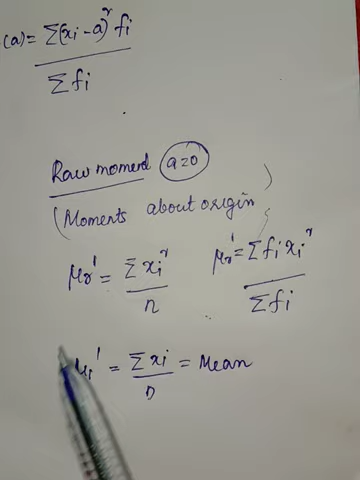 (a) = Σ(xi - a)^r fi
Σfi
Raw moment a=0
(Moments about origin)
μr' = Σxi^r / n   μr' = Σfi xi^r / Σfi
μ1' = Σxi / n = Mean